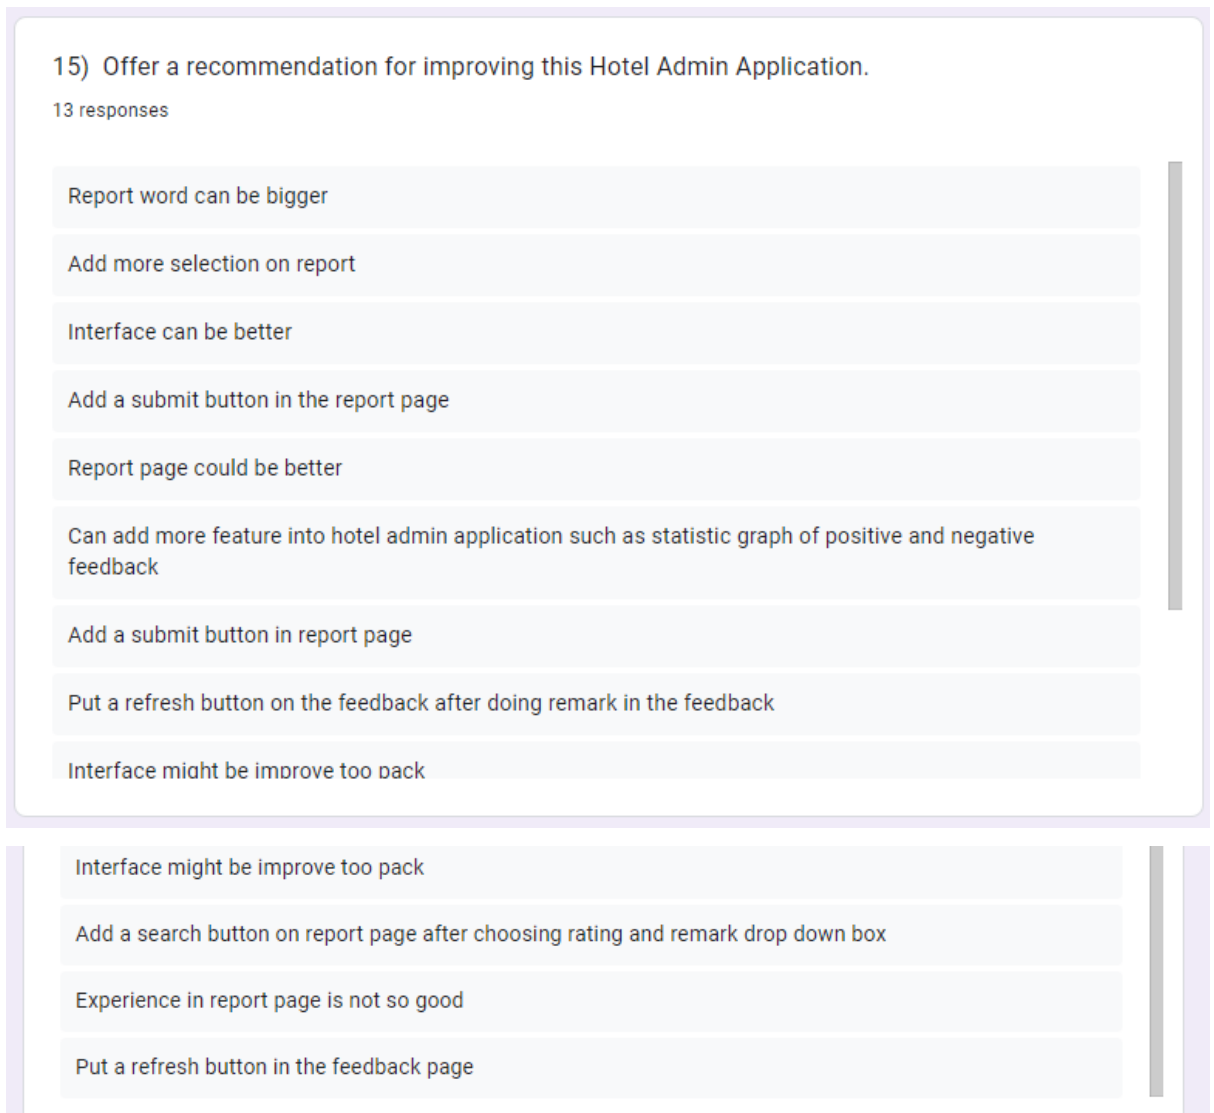 15) Offer a recommendation for improving this Hotel Admin Application.
13 responses
Report word can be bigger
Add more selection on report
Interface can be better
Add a submit button in the report page
Report page could be better
Can add more feature into hotel admin application such as statistic graph of positive and negative
feedback
Add a submit button in report page
Put a refresh button on the feedback after doing remark in the feedback
Interface might be improve too pack
Interface might be improve too pack
Add a search button on report page after choosing rating and remark drop down box
Experience in report page is not so good
Put a refresh button in the feedback page